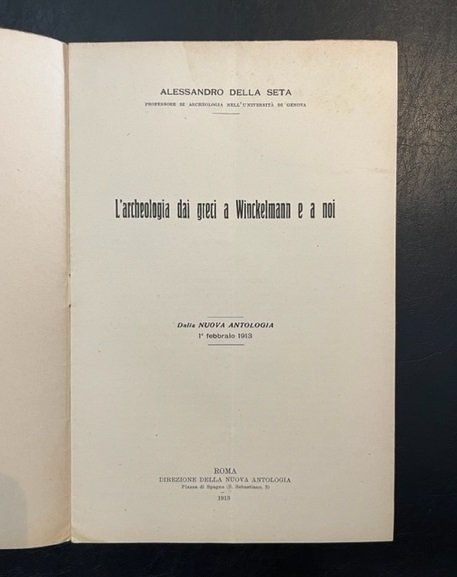 ALESSANDRO DELLA SETA
PROFESSORE DI ARCHEOLOGIA NELL'UNIVERSITÀ DI GENOVA
L'archeologia dai greci a Winckelmann e a noi
Dalla NUOVA ANTOLOGIA
1° febbraio 1913
ROMA
DIREZIONE DELLA NUOVA ANTOLOGIA
Piazza di Spagna (S. Sebastiano, 3)
1913